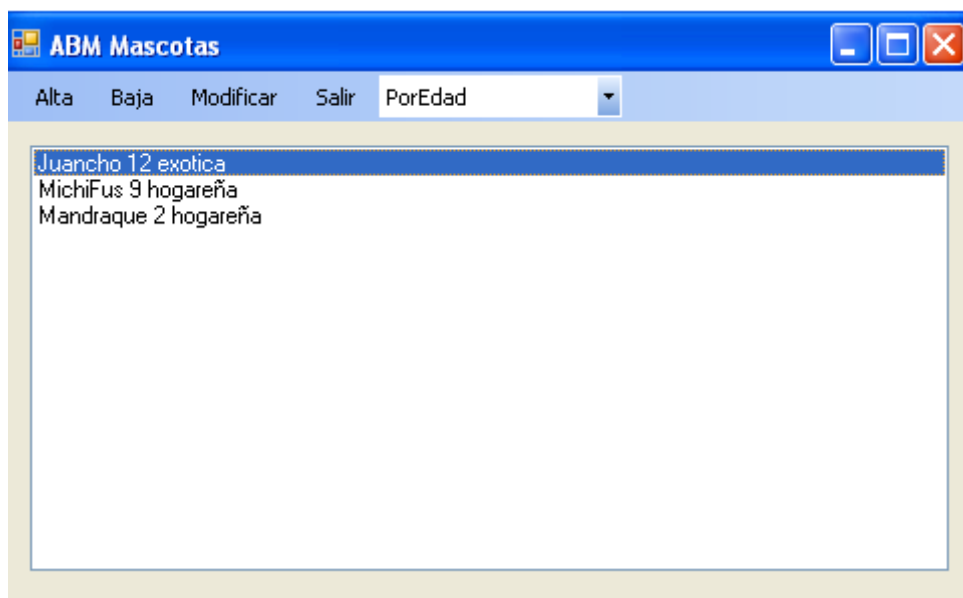 ABM Mascotas
Alta Baja Modificar Salir PorEdad
Juancho 12 exotica
MichiFus 9 hogareña
Mandraque 2 hogareña